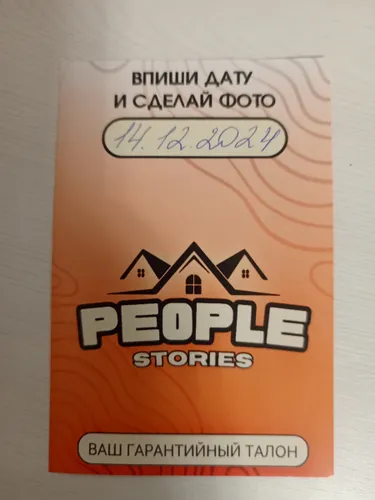 ВПИШИ ДАТУ
И СДЕЛАЙ ФОТО
14.12.2024
PEOPLE
STORIES
ВАШ ГАРАНТИЙНЫЙ ТАЛОН